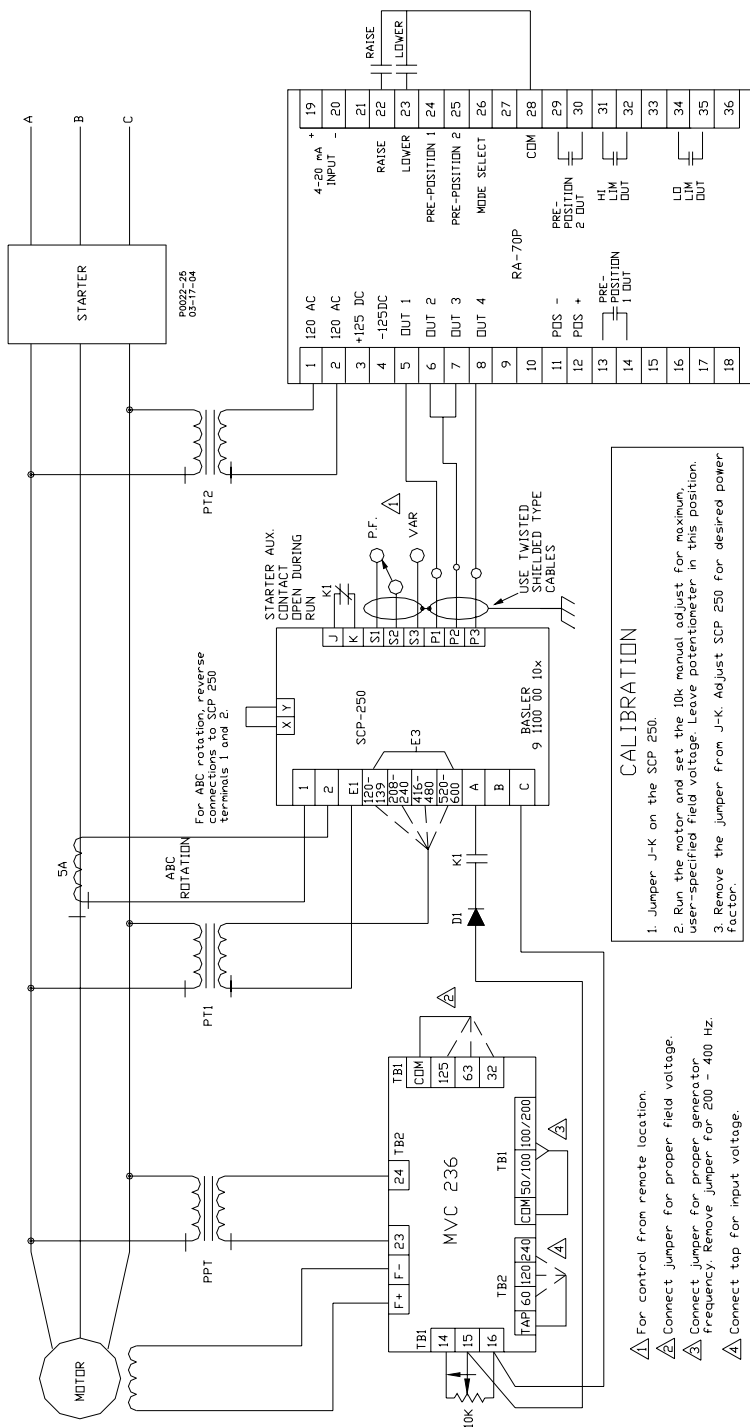 A
B
C
STARTER
P0022-25
03-17-04
MOTOR
PPT
PT1
PT2
5A
ABC
ROTATION
For ABC rotation, reverse
connections to SCP 250
terminals 1 and 2.
STARTER AUX.
CONTACT
OPEN DURING
RUN
K1
X Y
SCP-250
BASLER
9 1100 00 10x
1
2
E1
120-
139
208-
240
416-
480
520-
600
E3
A
B
C
J
K
S1
S2
S3
P1
P2
P3
P.F.
VAR
1
USE TWISTED
SHIELDED TYPE
CABLES
K1
D1
MVC 236
F+ F- 23 24 TB2
TB1
COM
125
63
32
2
TB1
14
15
16
10K
TAP 60 120 240
TB2
4
COM 50/100 100/200
TB1
3
RA-70P
1 120 AC
2 120 AC
3 +125 DC
4 -125DC
5 OUT 1
6 OUT 2
7 OUT 3
8 OUT 4
9
10
11 POS -
12 POS +
13
14
PRE-
POSITION
1 OUT
15
16
17
18
4-20 mA
INPUT
+ 19
- 20
21
RAISE 22
LOWER 23
PRE-POSITION 1 24
PRE-POSITION 2 25
MODE SELECT 26
27
COM 28
PRE-
POSITION
2 OUT
29
30
HI
LIM
OUT
31
32
33
LO
LIM
OUT
34
35
36
RAISE
LOWER
CALIBRATION
1. Jumper J-K on the SCP 250.
2. Run the motor and set the 10k manual adjust for maximum,
user-specified field voltage. Leave potentiometer in this position.
3. Remove the jumper from J-K. Adjust SCP 250 for desired power
factor.
1 For control from remote location.
2 Connect jumper for proper field voltage.
3 Connect jumper for proper generator
frequency. Remove jumper for 200 - 400 Hz.
4 Connect tap for input voltage.